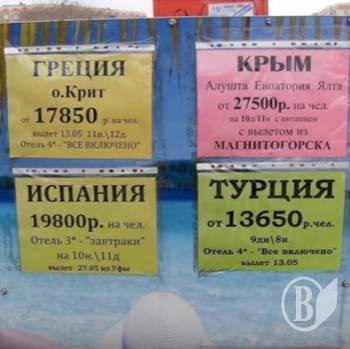 ГРЕЦИЯ
о.Крит
от 17850 р. на чел.
вылет 13.05 11н.\12д.
Отель 4* - "ВСЕ ВКЛЮЧЕНО"
КРЫМ
Алушта Евпатория Ялта
от 27500р. на чел.
на 10д\11н с питанием
с вылетом из
МАГНИТОГОРСКА
ИСПАНИЯ
19800р. на чел.
Отель 3* - "завтраки"
на 10н.\11д
вылет 27.05 из Уфы
ТУРЦИЯ
от 13650 р.чел.
9дн\8н.
Отель 4* - "Все включено"
вылет 13.05
В